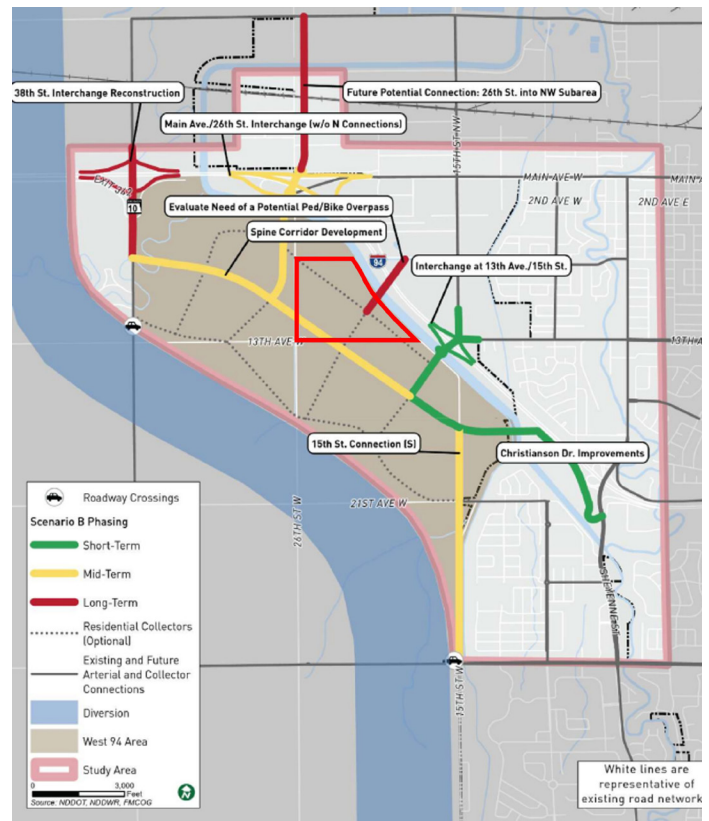 38th St. Interchange Reconstruction
Future Potential Connection: 26th St. into NW Subarea
15TH ST NW
Main Ave./26th St. Interchange (w/o N Connections)
MAIN AVE W
MAIN A
2ND AVE W
2ND AVE E
10
Evaluate Need of a Potential Ped/Bike Overpass
Spine Corridor Development
94
Interchange at 13th Ave./15th St.
13TH AVE W
13TH A
15th St. Connection (S)
Christianson Dr. Improvements
21ST AVE W
26TH ST W
SHEYENNE ST
15TH ST W
Roadway Crossings
Scenario B Phasing
Short-Term
Mid-Term
Long-Term
Residential Collectors
(Optional)
Existing and Future
Arterial and Collector
Connections
Diversion
West 94 Area
Study Area
0 3,000
Feet
Source: NDDOT, NDDWR, FMCOG
White lines are
representative of
existing road network